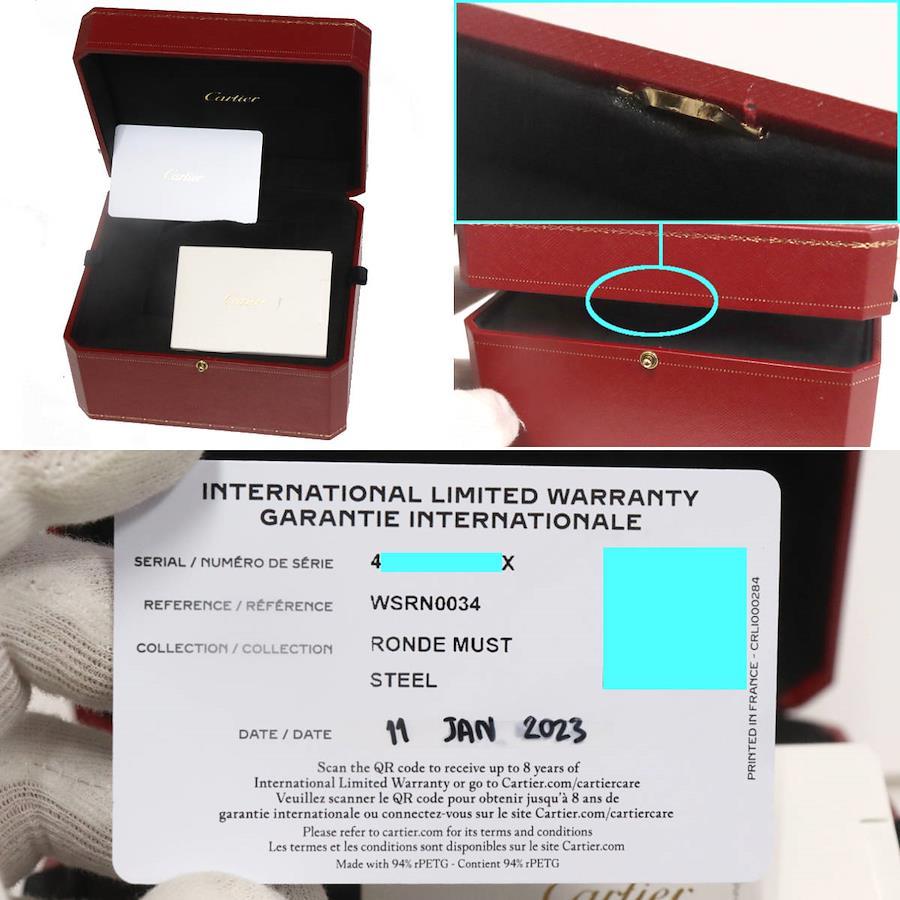 Cartier
Cartier
Cartier
INTERNATIONAL LIMITED WARRANTY
GARANTIE INTERNATIONALE
SERIAL / NUMÉRO DE SÉRIE 4 X
REFERENCE / RÉFÉRENCE WSRN0034
COLLECTION / COLLECTION RONDE MUST
STEEL
DATE / DATE 11 JAN 2023
Scan the QR code to receive up to 8 years of
International Limited Warranty or go to Cartier.com/cartiercare
Veuillez scanner le QR code pour obtenir jusqu'à 8 ans de
garantie internationale ou connectez-vous sur le site Cartier.com/cartiercare
Please refer to cartier.com for its terms and conditions
Les termes et les conditions sont disponibles sur le site Cartier.com
Made with 94% rPETG - Contient 94% rPETG
PRINTED IN FRANCE - CRLI000284
Cartier